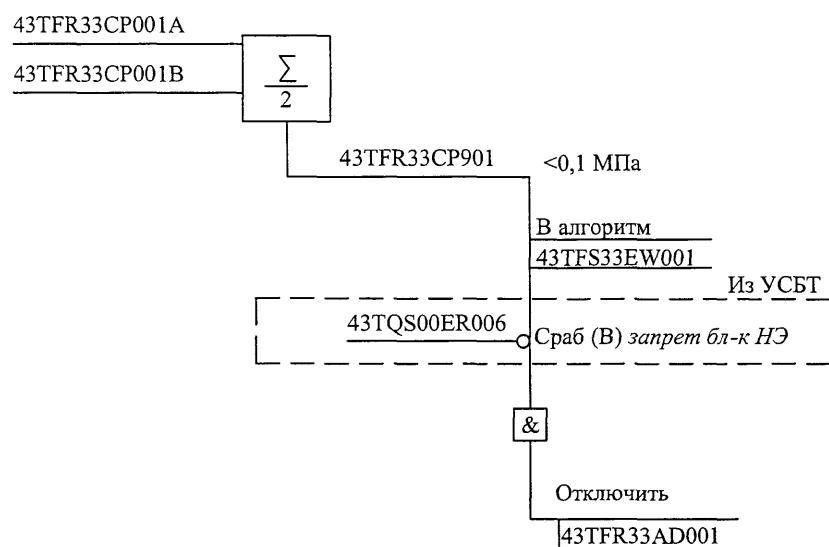 43TFR33CP001A
43TFR33CP001B
Σ
2
43TFR33CP901 <0,1 МПа
В алгоритм
43TFS33EW001
Из УСБТ
43TQS00ER006 Сраб (В) запрет бл-к НЭ
&
Отключить
43TFR33AD001